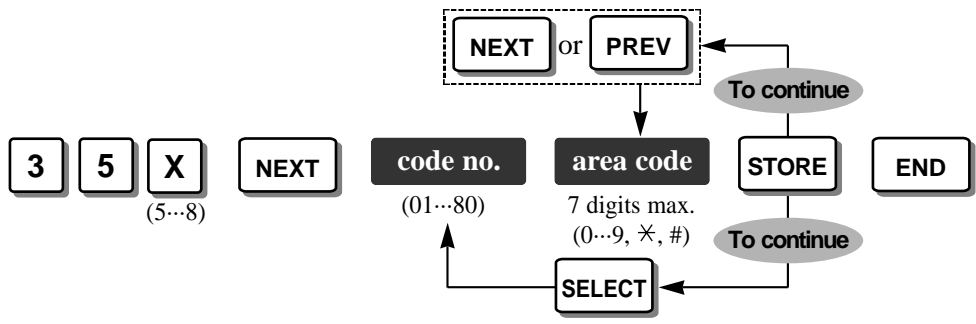 NEXT or PREV
To continue
3 5 X NEXT code no. area code STORE END
(5···8) (01···80) 7 digits max.
(0···9, ✳, #)
To continue
SELECT